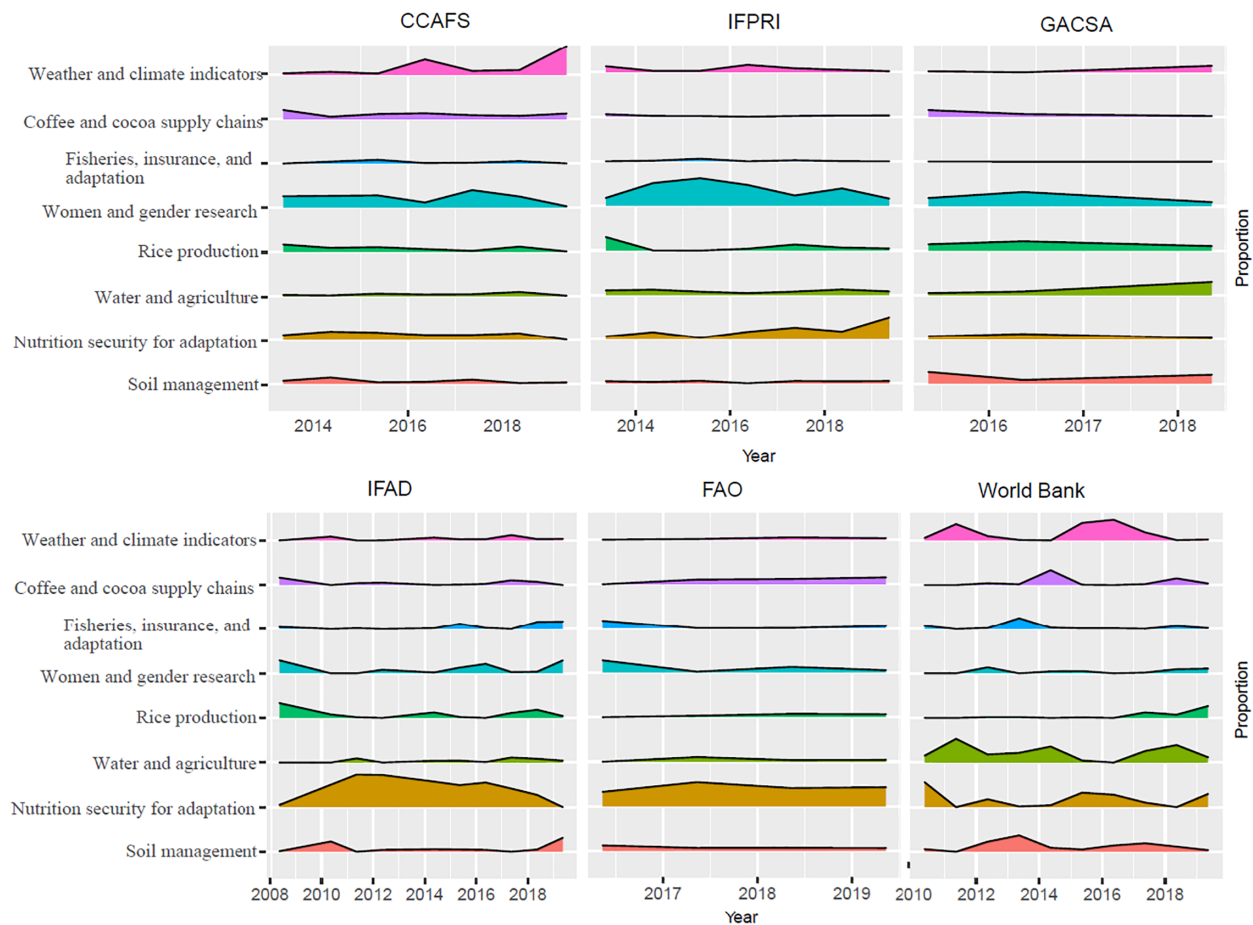 CCAFS IFPRI GACSA
Weather and climate indicators
Coffee and cocoa supply chains
Fisheries, insurance, and
adaptation
Women and gender research
Rice production
Water and agriculture
Nutrition security for adaptation
Soil management
Proportion
2014 2016 2018 2014 2016 2018 2016 2017 2018
Year
IFAD FAO World Bank
Weather and climate indicators
Coffee and cocoa supply chains
Fisheries, insurance, and
adaptation
Women and gender research
Rice production
Water and agriculture
Nutrition security for adaptation
Soil management
Proportion
2008 2010 2012 2014 2016 2018 2017 2018 2019 2010 2012 2014 2016 2018
Year